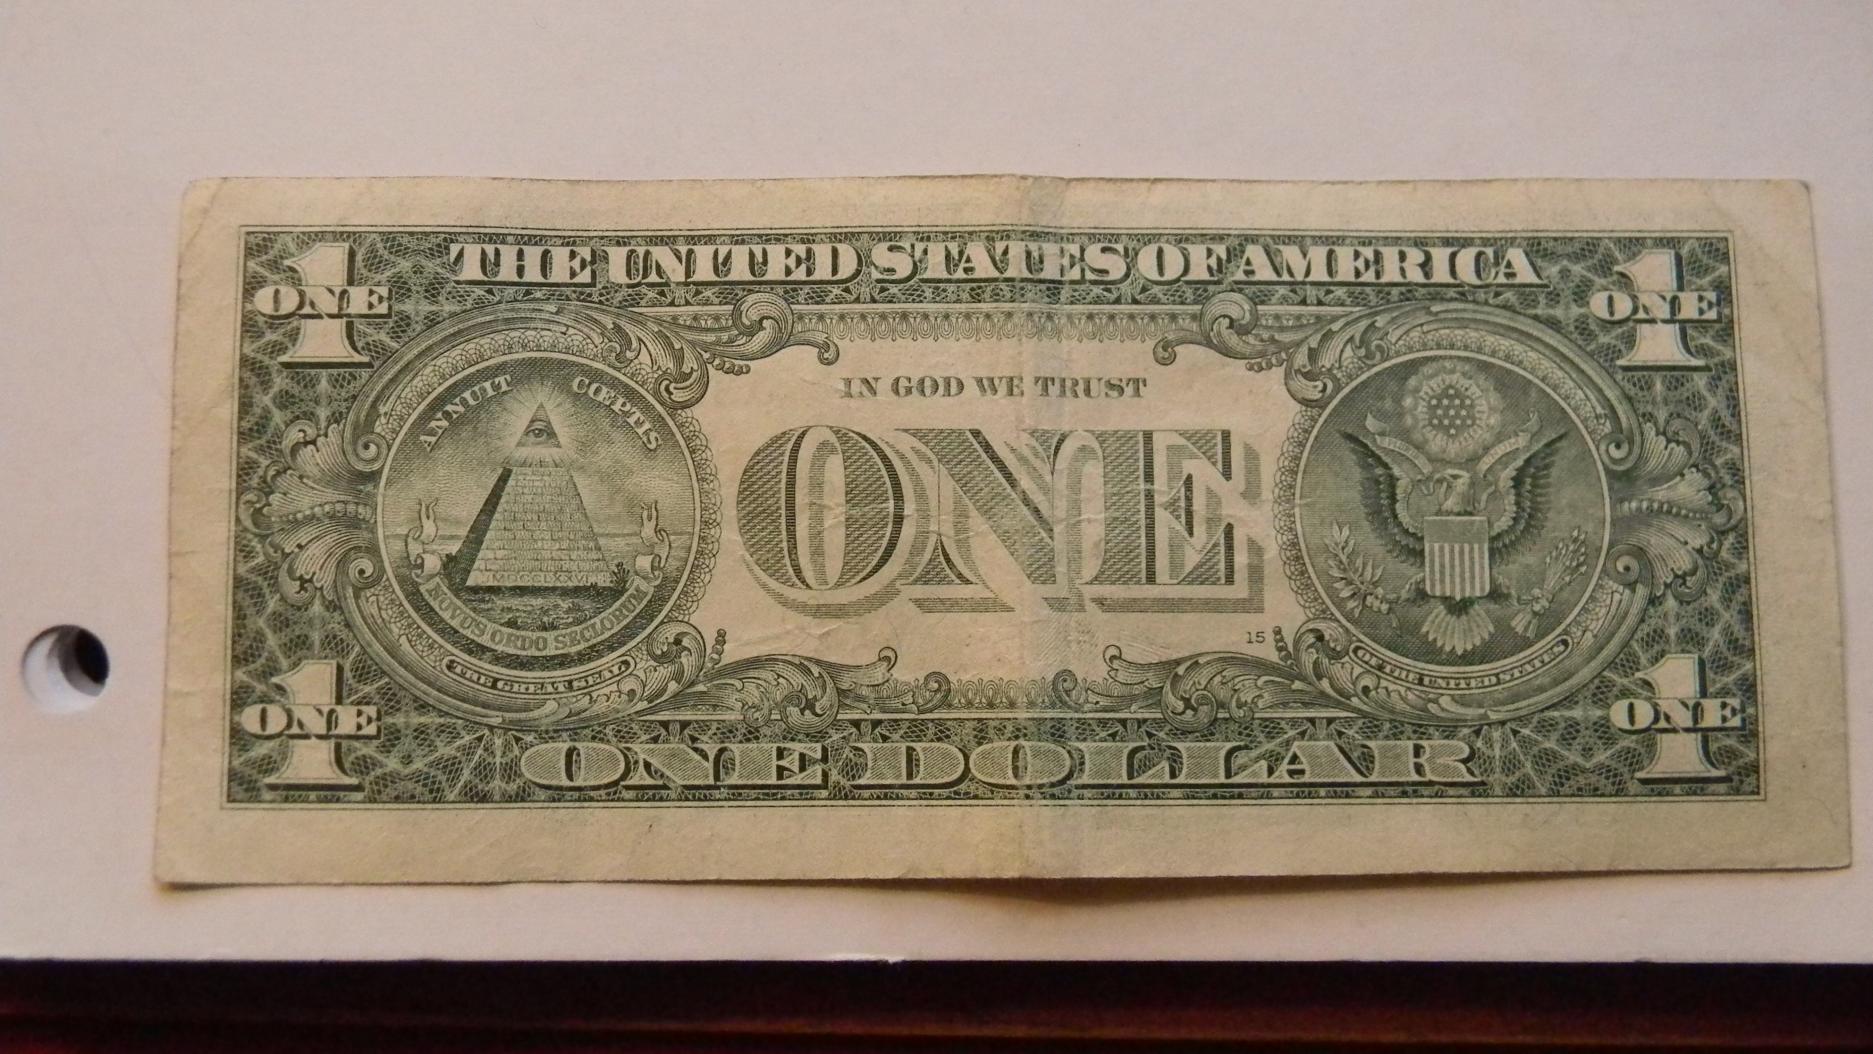 THE UNITED STATES OF AMERICA
1
ONE
1
ONE
ANNUIT CŒPTIS
IN GOD WE TRUST
ONE
MDCCLXXVI
NOVUS ORDO SECLORUM
THE GREAT SEAL
15
OF THE UNITED STATES
1
ONE
1
ONE
ONE DOLLAR